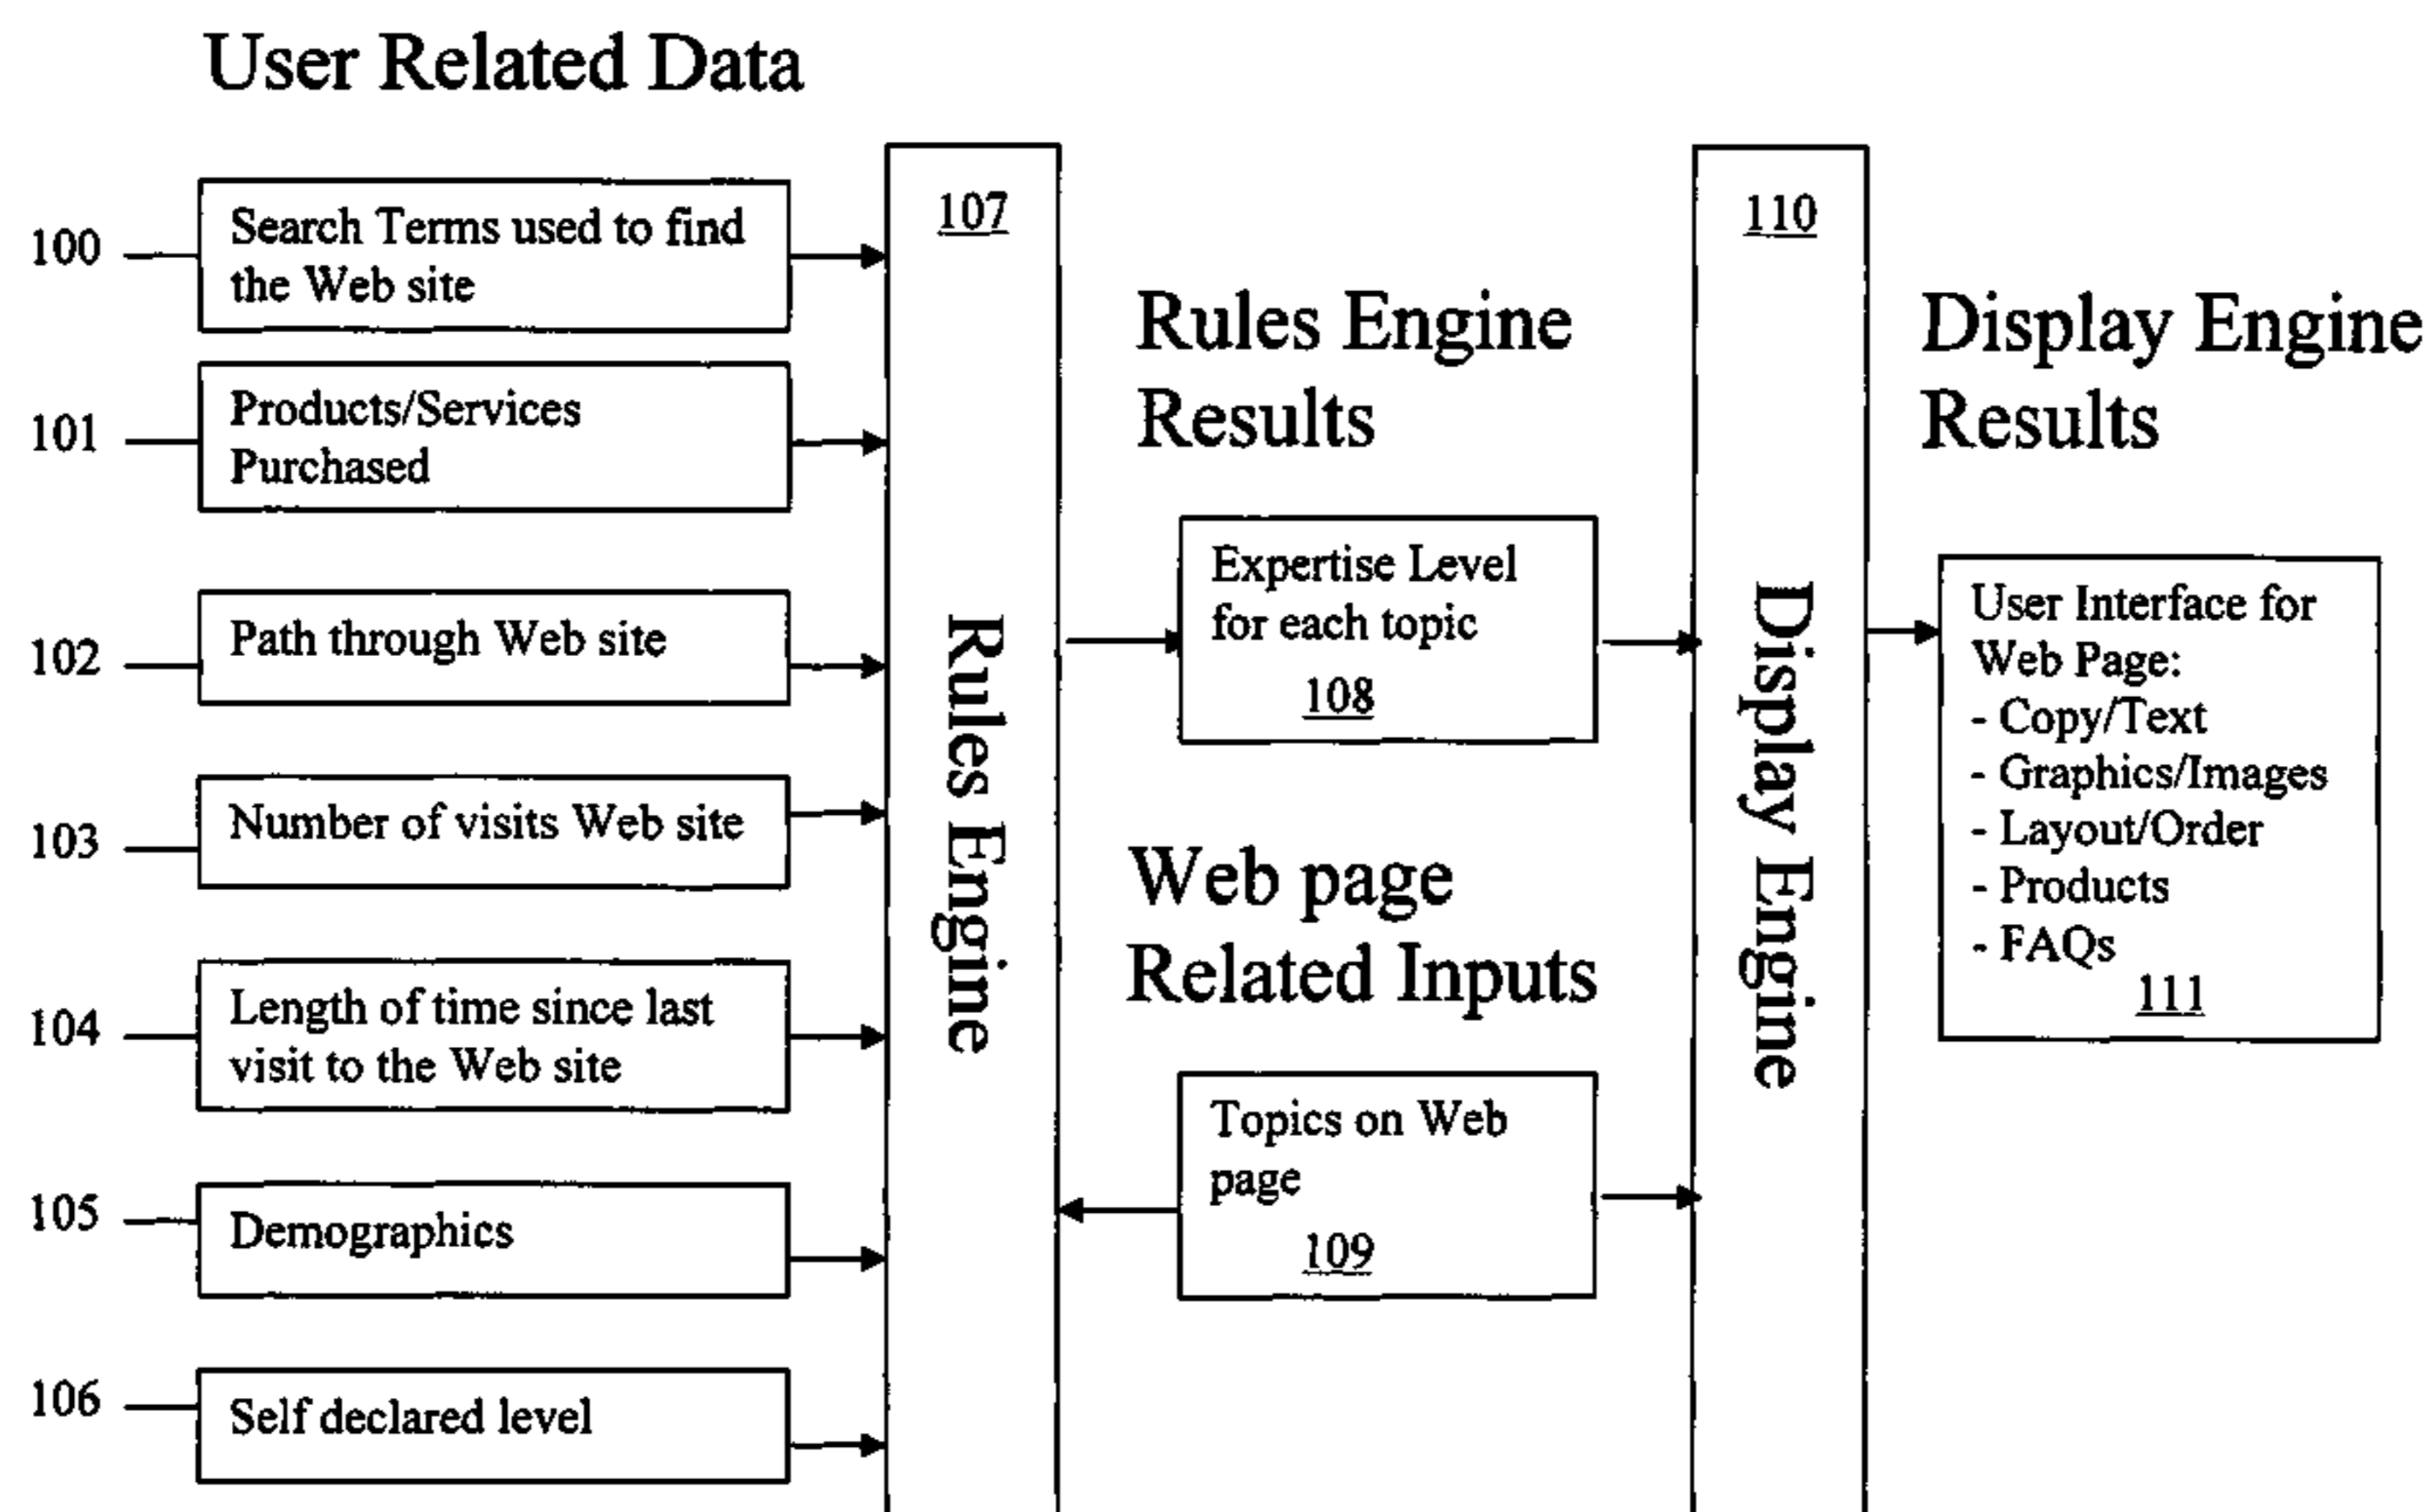 User Related Data
100
Search Terms used to find
the Web site
101
Products/Services
Purchased
102
Path through Web site
103
Number of visits Web site
104
Length of time since last
visit to the Web site
105
Demographics
106
Self declared level
107
Rules Engine
Rules Engine
Results
Expertise Level
for each topic
108
Web page
Related Inputs
Topics on Web
page
109
110
Display Engine
Display Engine
Results
User Interface for
Web Page:
- Copy/Text
- Graphics/Images
- Layout/Order
- Products
- FAQs
111